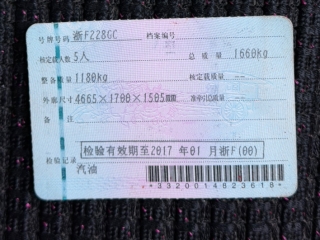 号牌号码 浙F228GC 档案编号
核定载人数 5人 总质量 1660kg
整备质量 1180kg 核定载质量 --
外廓尺寸 4665×1700×1505mm 准牵引总质量 --
备注
检验有效期至2017年01月浙F(00)
检验记录
汽油
*3320014823618*